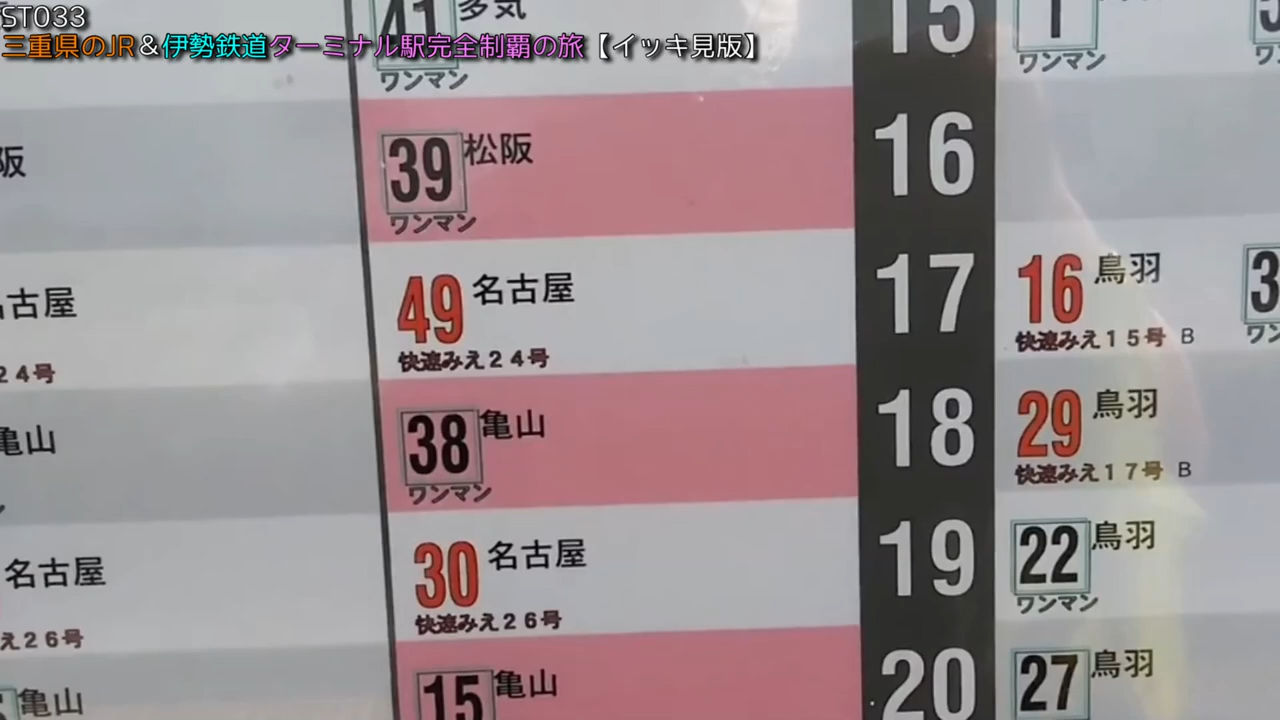 ST033
三重県のJR＆伊勢鉄道ターミナル駅完全制覇の旅【イッキ見版】
41 多気 15 1
ワンマン ワンマン
阪 39 松阪 16
ワンマン
名古屋 49 名古屋 17 16 鳥羽 3
24号 快速みえ24号 快速みえ15号 B ワン
亀山 38 亀山 18 29 鳥羽
ワンマン 快速みえ17号 B
名古屋 30 名古屋 19 22 鳥羽
え26号 快速みえ26号 ワンマン
亀山 15 亀山 20 27 鳥羽